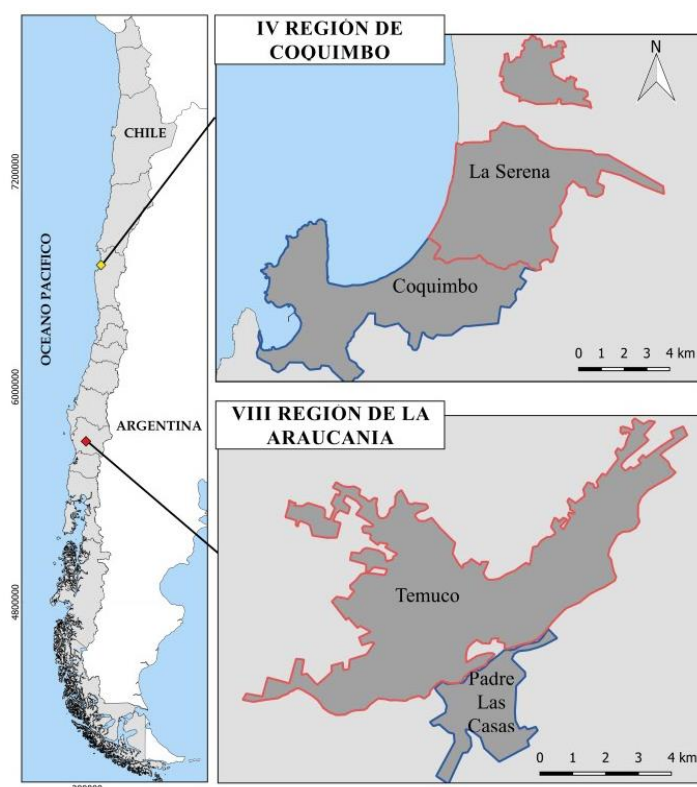 IV REGIÓN DE
COQUIMBO
N
CHILE
La Serena
7200000
OCEANO PACIFICO
Coquimbo
0 1 2 3 4 km
6000000
VIII REGIÓN DE LA
ARAUCANIA
ARGENTINA
Temuco
4800000
Padre
Las
Casas
0 1 2 3 4 km